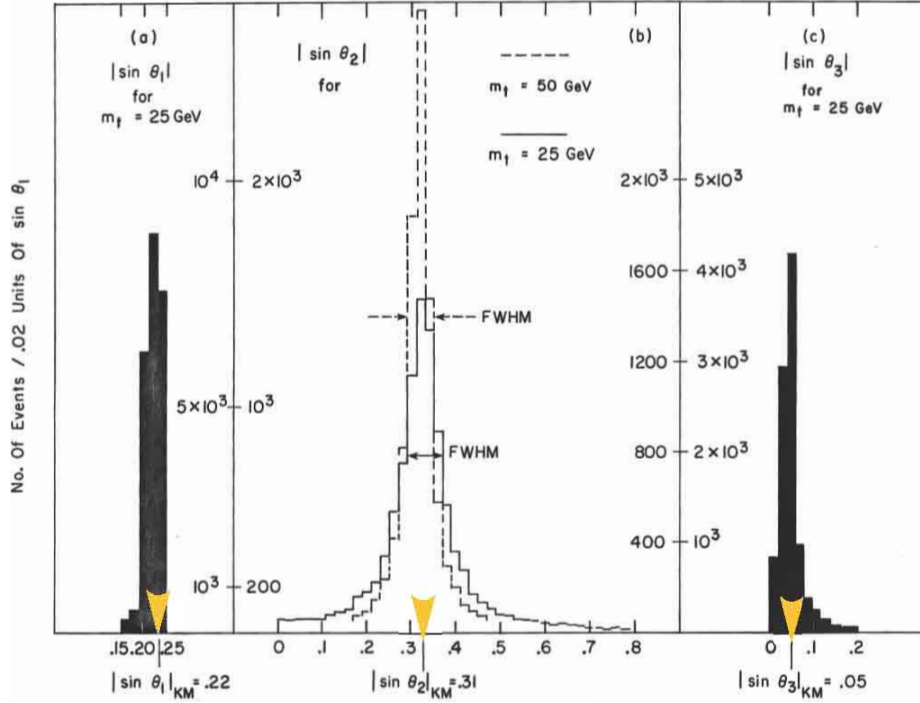 No. Of Events / .02 Units Of sin θ₁
(a)
|sin θ₁|
for
mₜ = 25 GeV
10⁴
5×10³
10³
.15 .20 .25
|sin θ₁|KM = .22
(b)
|sin θ₂|
for
mₜ = 50 GeV
mₜ = 25 GeV
2×10³
10³
200
FWHM
FWHM
2×10³
1600
1200
800
400
0 .1 .2 .3 .4 .5 .6 .7 .8
|sin θ₂|KM = .31
(c)
|sin θ₃|
for
mₜ = 25 GeV
5×10³
4×10³
3×10³
2×10³
10³
0 .1 .2
|sin θ₃|KM = .05